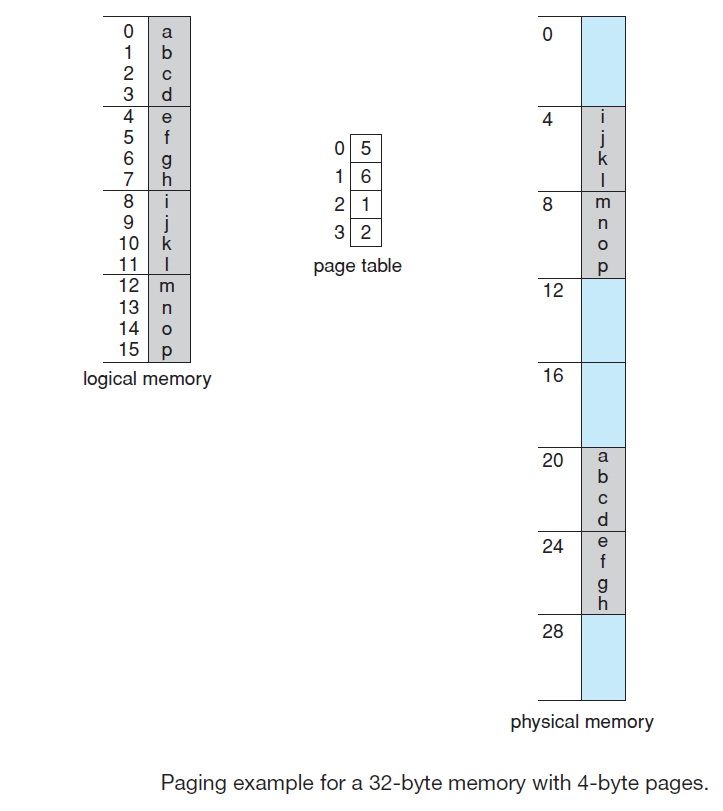 0 a
1 b
2 c
3 d
4 e
5 f
6 g
7 h
8 i
9 j
10 k
11 l
12 m
13 n
14 o
15 p
logical memory
0 5
1 6
2 1
3 2
page table
0
4 i
j
k
l
8 m
n
o
p
12
16
20 a
b
c
d
24 e
f
g
h
28
physical memory
Paging example for a 32-byte memory with 4-byte pages.